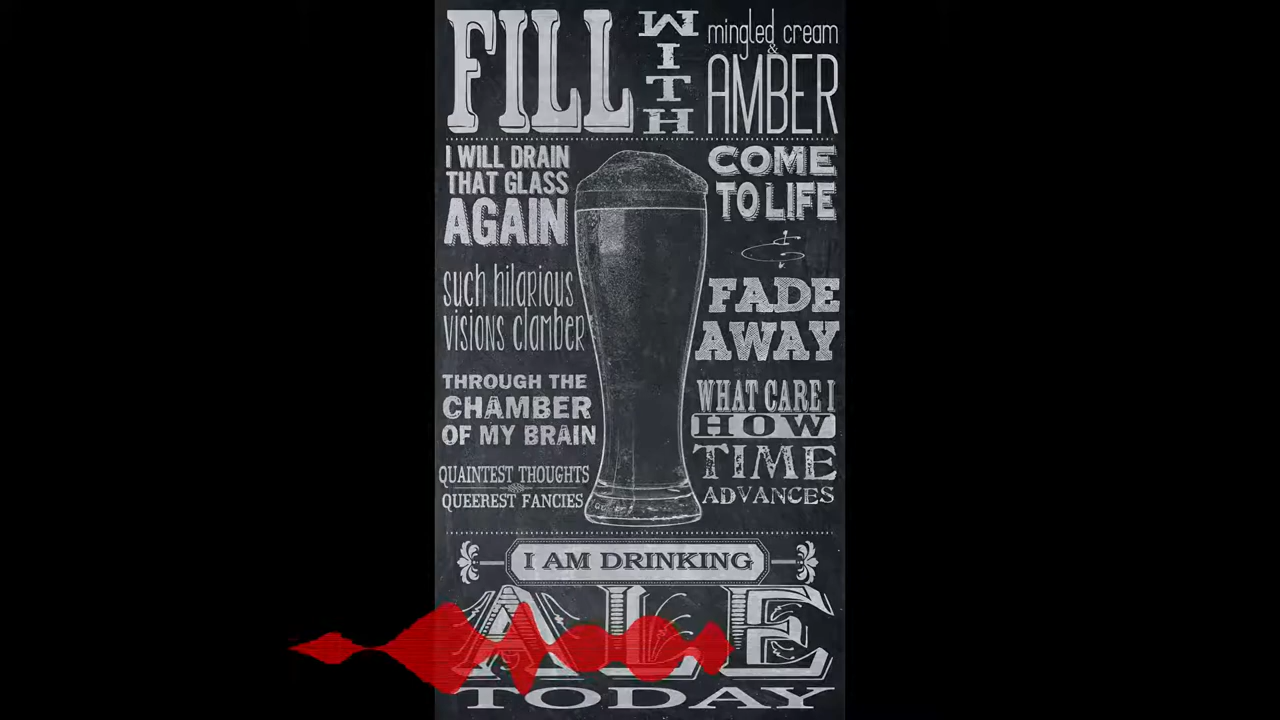 FILL
WITH
mingled cream
&
AMBER
I WILL DRAIN
THAT GLASS
AGAIN
such hilarious
visions clamber
THROUGH THE
CHAMBER
OF MY BRAIN
QUAINTEST THOUGHTS
QUEEREST FANCIES
COME
TO LIFE
&
FADE
AWAY
WHAT CARE I
HOW
TIME
ADVANCES
I AM DRINKING
ALE
TODAY